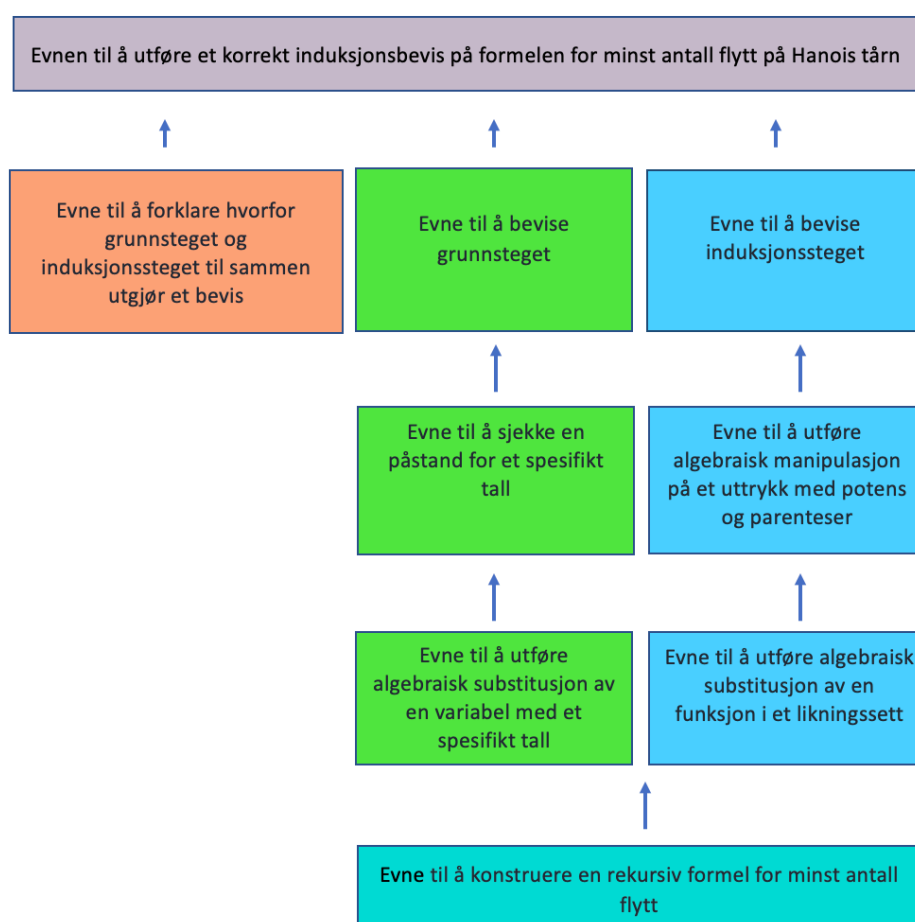 Evnen til å utføre et korrekt induksjonsbevis på formelen for minst antall flytt på Hanois tårn
Evne til å forklare hvorfor
grunnsteget og
induksjonssteget til sammen
utgjør et bevis
Evne til å bevise
grunnsteget
Evne til å bevise
induksjonssteget
Evne til å sjekke en
påstand for et spesifikt
tall
Evne til å utføre
algebraisk manipulasjon
på et uttrykk med potens
og parenteser
Evne til å utføre
algebraisk substitusjon av
en variabel med et
spesifikt tall
Evne til å utføre algebraisk
substitusjon av en
funksjon i et likningssett
Evne til å konstruere en rekursiv formel for minst antall
flytt